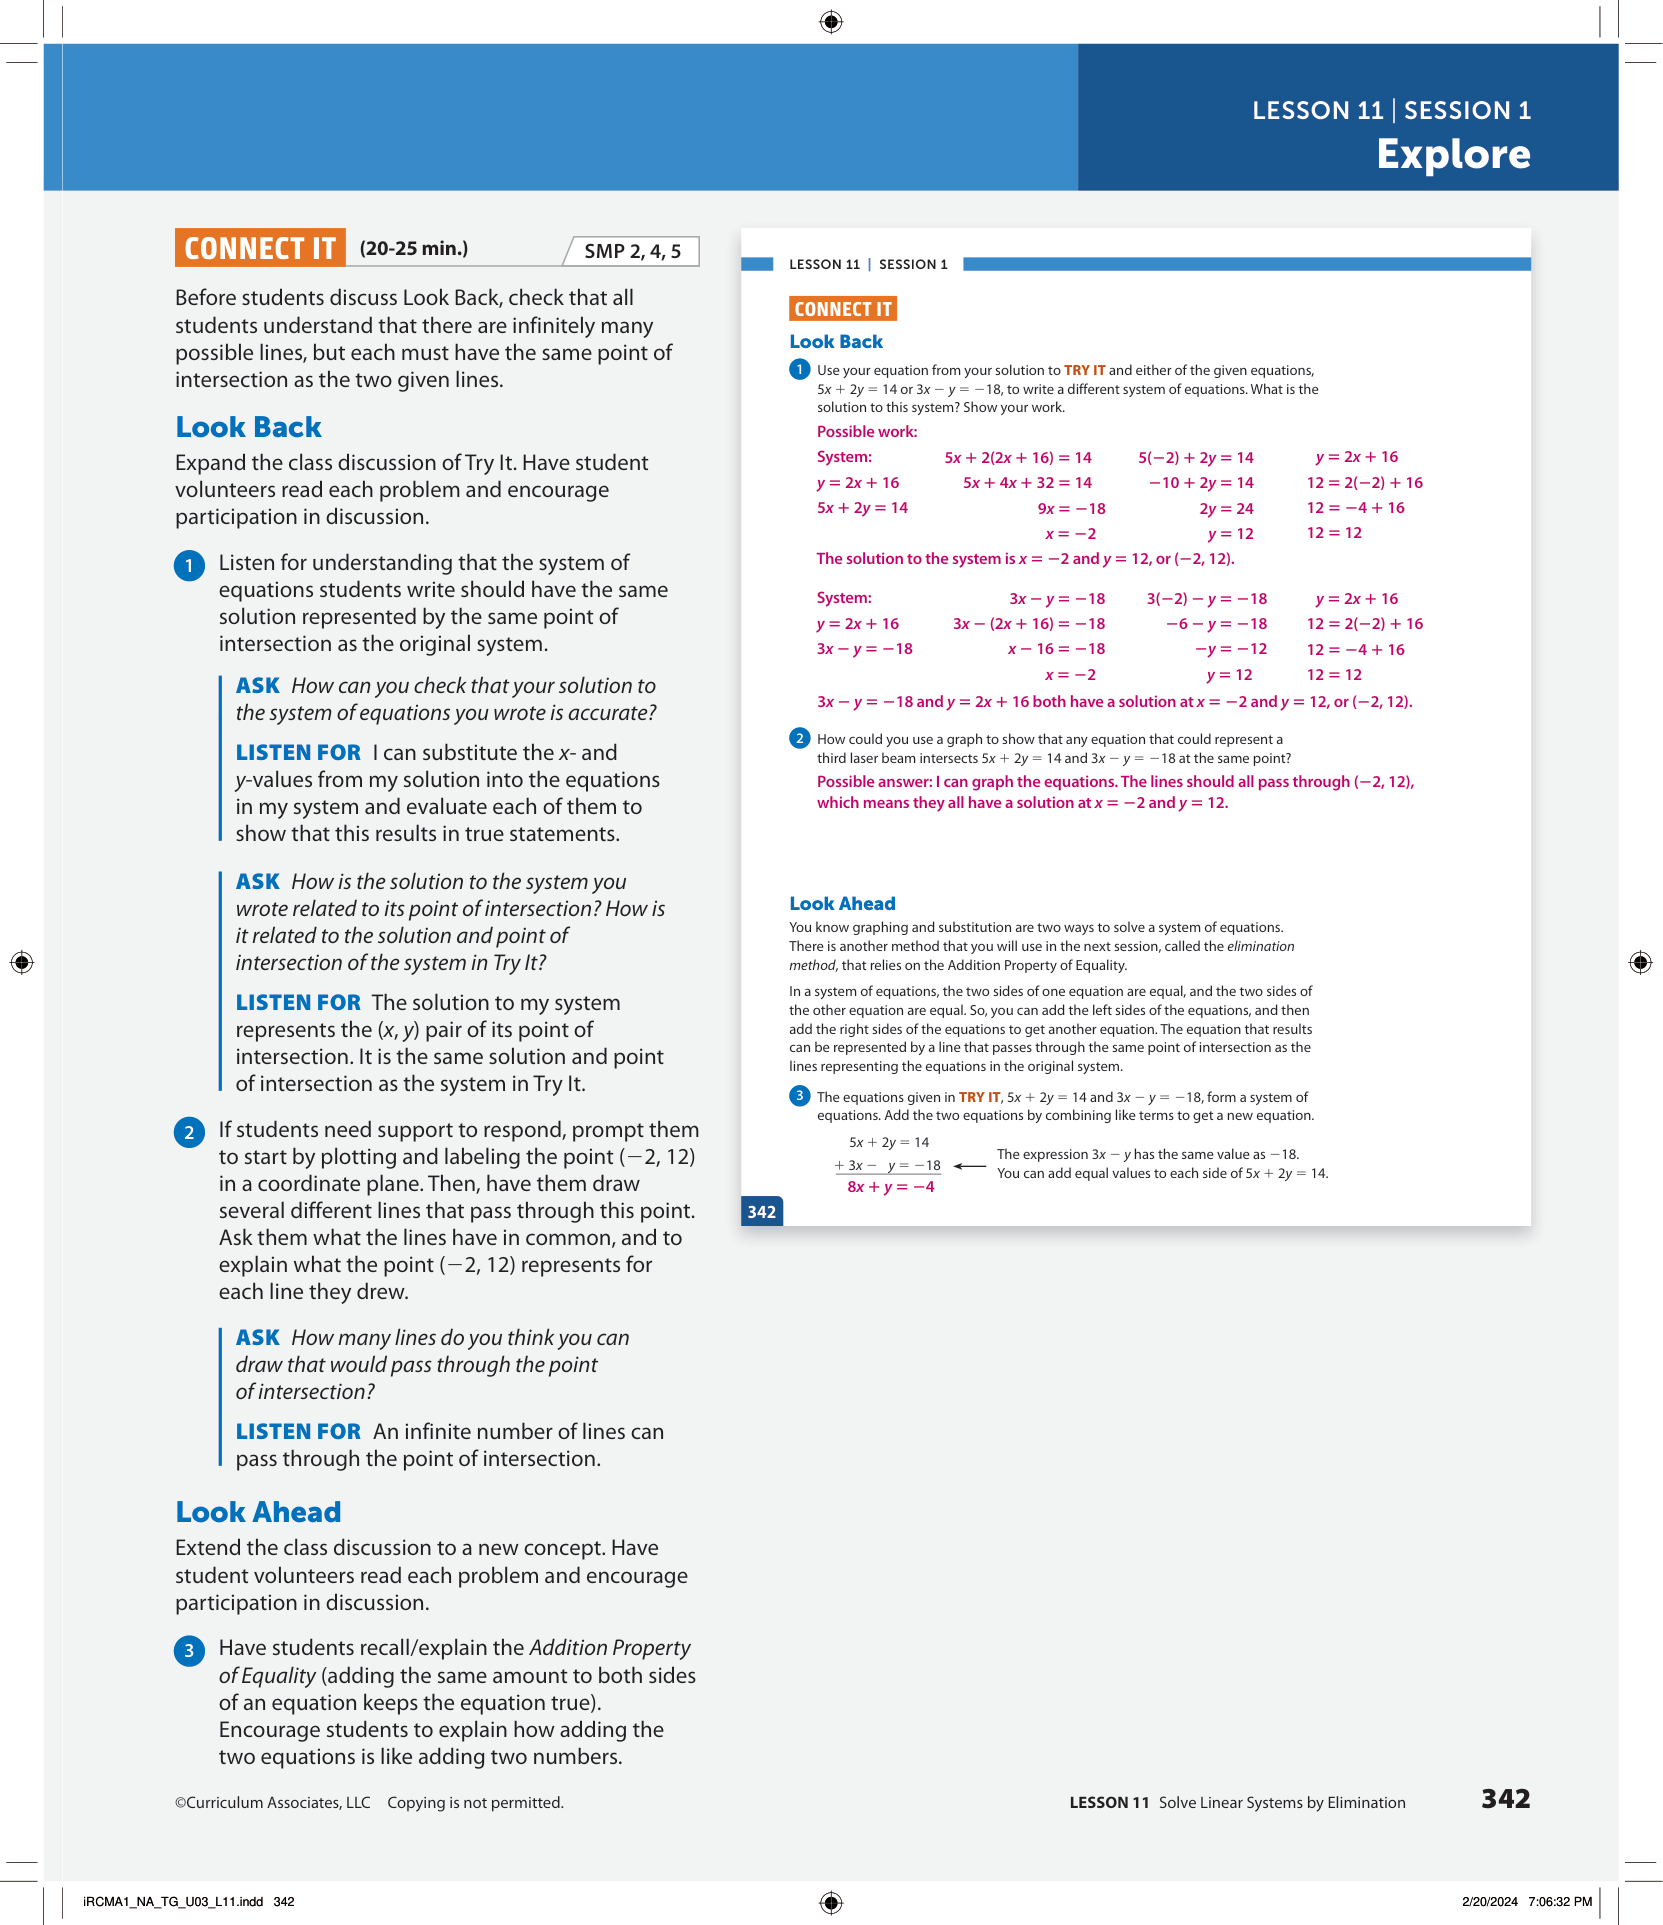 LESSON 11 | SESSION 1
Explore
CONNECT IT (20-25 min.) SMP 2, 4, 5
Before students discuss Look Back, check that all
students understand that there are infinitely many
possible lines, but each must have the same point of
intersection as the two given lines.
Look Back
Expand the class discussion of Try It. Have student
volunteers read each problem and encourage
participation in discussion.
1 Listen for understanding that the system of
equations students write should have the same
solution represented by the same point of
intersection as the original system.
ASK How can you check that your solution to
the system of equations you wrote is accurate?
LISTEN FOR I can substitute the x- and
y-values from my solution into the equations
in my system and evaluate each of them to
show that this results in true statements.
ASK How is the solution to the system you
wrote related to its point of intersection? How is
it related to the solution and point of
intersection of the system in Try It?
LISTEN FOR The solution to my system
represents the (x, y) pair of its point of
intersection. It is the same solution and point
of intersection as the system in Try It.
2 If students need support to respond, prompt them
to start by plotting and labeling the point (−2, 12)
in a coordinate plane. Then, have them draw
several different lines that pass through this point.
Ask them what the lines have in common, and to
explain what the point (−2, 12) represents for
each line they drew.
ASK How many lines do you think you can
draw that would pass through the point
of intersection?
LISTEN FOR An infinite number of lines can
pass through the point of intersection.
Look Ahead
Extend the class discussion to a new concept. Have
student volunteers read each problem and encourage
participation in discussion.
3 Have students recall/explain the Addition Property
of Equality (adding the same amount to both sides
of an equation keeps the equation true).
Encourage students to explain how adding the
two equations is like adding two numbers.
LESSON 11 | SESSION 1
CONNECT IT
Look Back
1 Use your equation from your solution to TRY IT and either of the given equations,
5x + 2y = 14 or 3x − y = −18, to write a different system of equations. What is the
solution to this system? Show your work.
Possible work:
System: 5x + 2(2x + 16) = 14 5(−2) + 2y = 14 y = 2x + 16
y = 2x + 16 5x + 4x + 32 = 14 −10 + 2y = 14 12 = 2(−2) + 16
5x + 2y = 14 9x = −18 2y = 24 12 = −4 + 16
x = −2 y = 12 12 = 12
The solution to the system is x = −2 and y = 12, or (−2, 12).
System: 3x − y = −18 3(−2) − y = −18 y = 2x + 16
y = 2x + 16 3x − (2x + 16) = −18 −6 − y = −18 12 = 2(−2) + 16
3x − y = −18 x − 16 = −18 −y = −12 12 = −4 + 16
x = −2 y = 12 12 = 12
3x − y = −18 and y = 2x + 16 both have a solution at x = −2 and y = 12, or (−2, 12).
2 How could you use a graph to show that any equation that could represent a
third laser beam intersects 5x + 2y = 14 and 3x − y = −18 at the same point?
Possible answer: I can graph the equations. The lines should all pass through (−2, 12),
which means they all have a solution at x = −2 and y = 12.
Look Ahead
You know graphing and substitution are two ways to solve a system of equations.
There is another method that you will use in the next session, called the elimination
method, that relies on the Addition Property of Equality.
In a system of equations, the two sides of one equation are equal, and the two sides of
the other equation are equal. So, you can add the left sides of the equations, and then
add the right sides of the equations to get another equation. The equation that results
can be represented by a line that passes through the same point of intersection as the
lines representing the equations in the original system.
3 The equations given in TRY IT, 5x + 2y = 14 and 3x − y = −18, form a system of
equations. Add the two equations by combining like terms to get a new equation.
5x + 2y = 14
+ 3x − y = −18
8x + y = −4
The expression 3x − y has the same value as −18.
You can add equal values to each side of 5x + 2y = 14.
342
©Curriculum Associates, LLC Copying is not permitted.
LESSON 11 Solve Linear Systems by Elimination 342
iRCMA1_NA_TG_U03_L11.indd 342
2/20/2024 7:06:32 PM